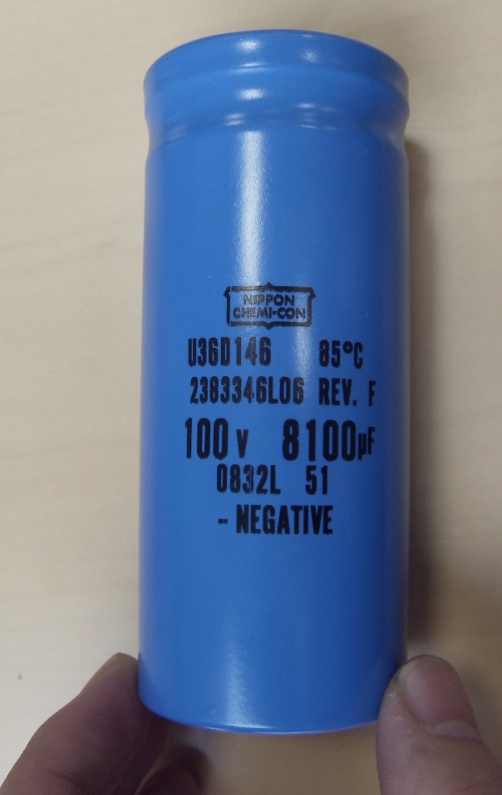 NIPPON
CHEMI-CON
U36D146 85°C
2383346L06 REV. F
100V 8100µF
0832L 51
- NEGATIVE